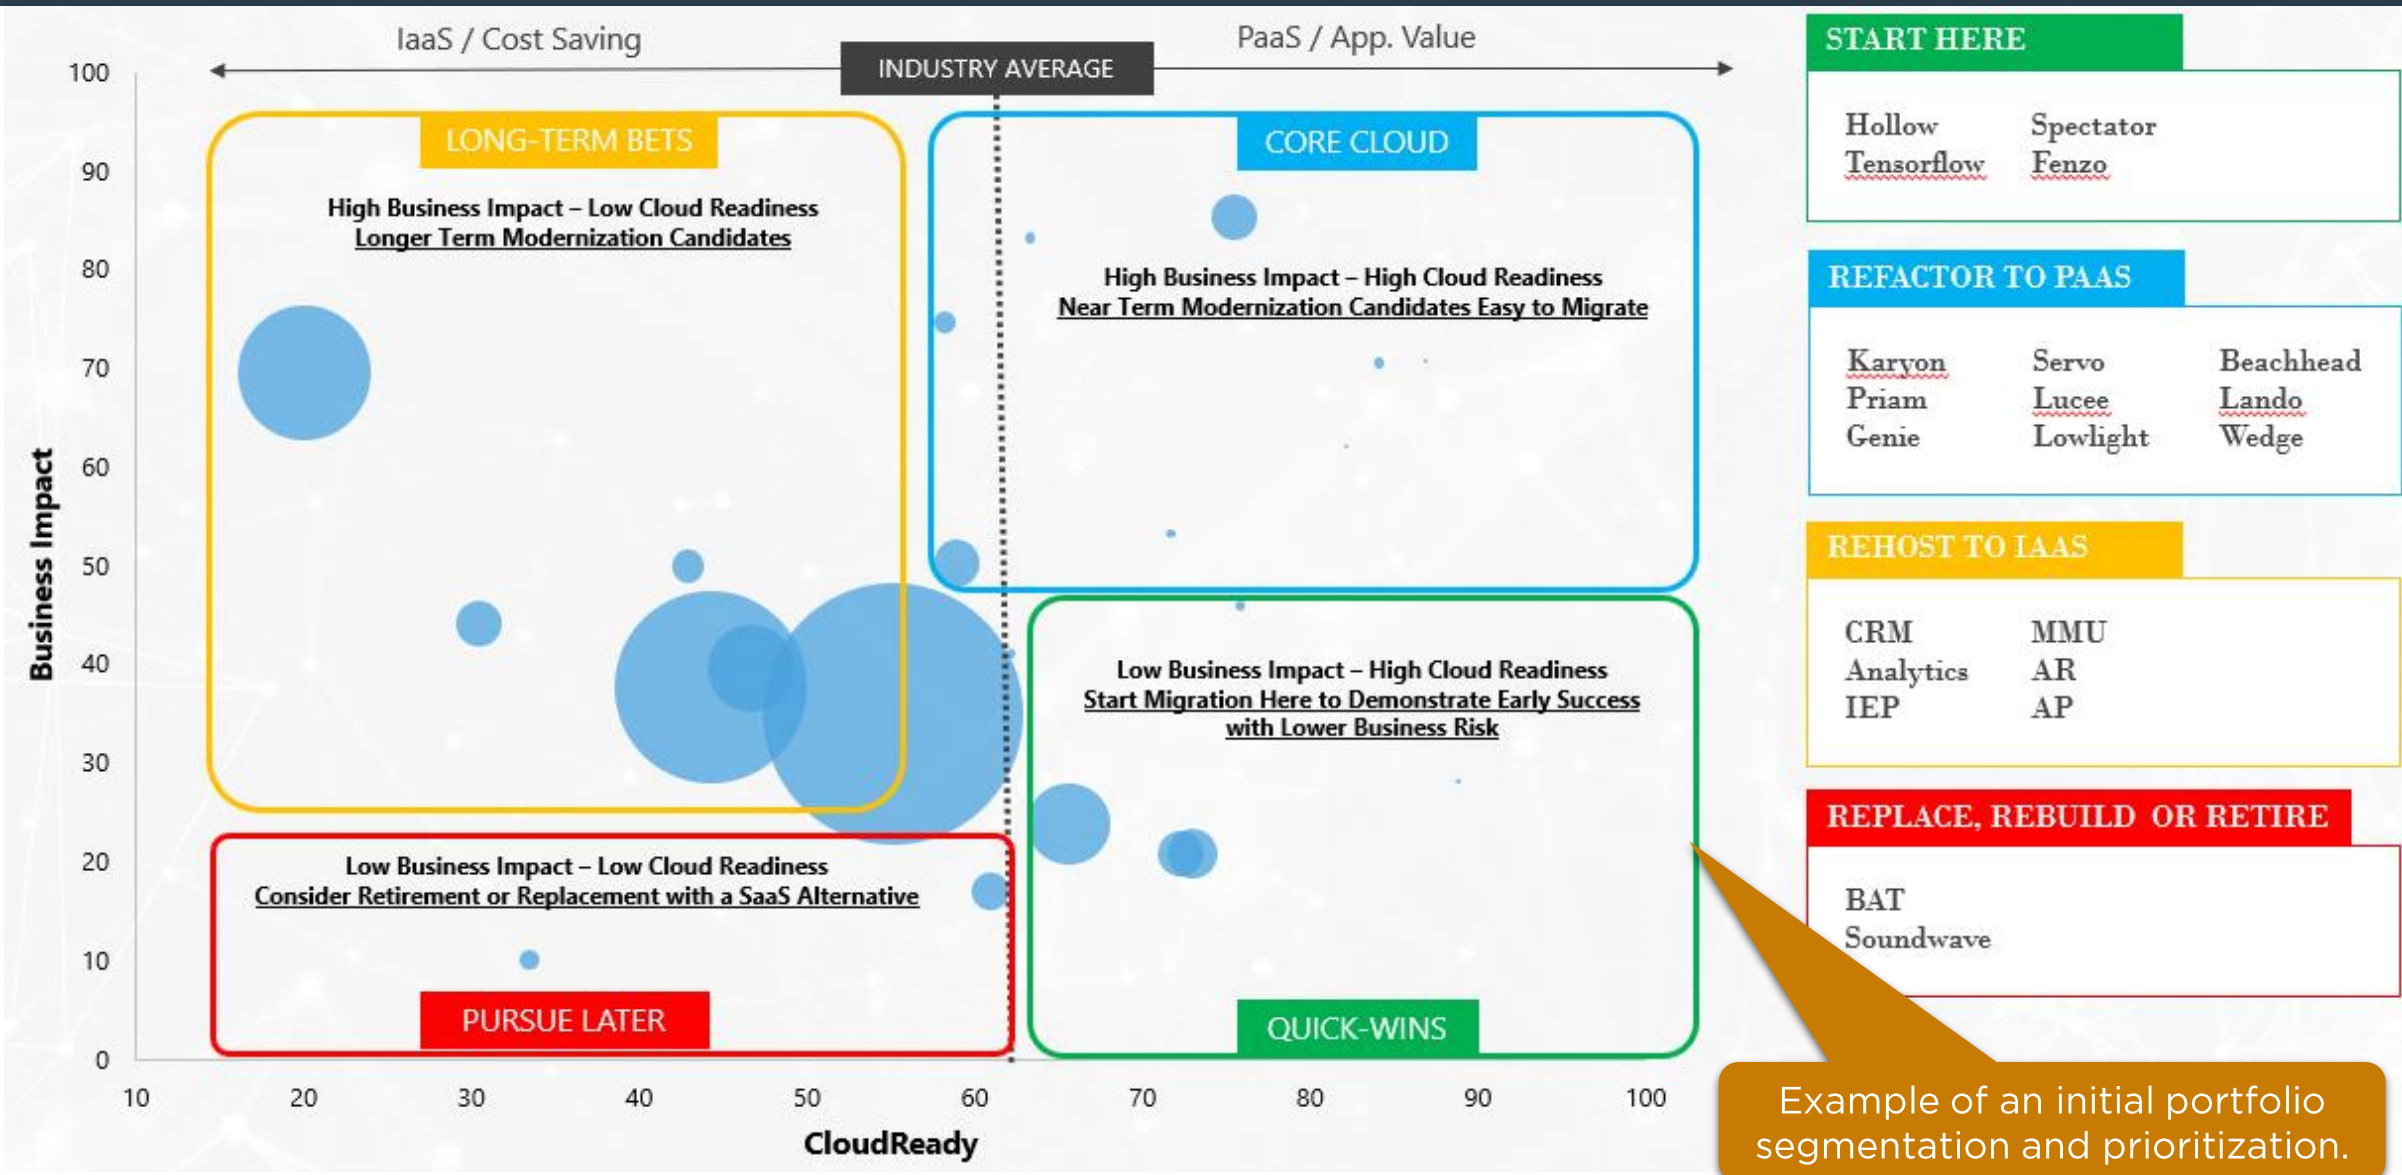 IaaS / Cost Saving
PaaS / App. Value
INDUSTRY AVERAGE
100
90
80
70
60
50
40
30
20
10
0
Business Impact
LONG-TERM BETS
High Business Impact – Low Cloud Readiness
Longer Term Modernization Candidates
CORE CLOUD
High Business Impact – High Cloud Readiness
Near Term Modernization Candidates Easy to Migrate
Low Business Impact – High Cloud Readiness
Start Migration Here to Demonstrate Early Success
with Lower Business Risk
QUICK-WINS
Low Business Impact – Low Cloud Readiness
Consider Retirement or Replacement with a SaaS Alternative
PURSUE LATER
10 20 30 40 50 60 70 80 90 100
CloudReady
START HERE
Hollow Spectator
Tensorflow Fenzo
REFACTOR TO PAAS
Karyon Servo Beachhead
Priam Lucee Lando
Genie Lowlight Wedge
REHOST TO IAAS
CRM MMU
Analytics AR
IEP AP
REPLACE, REBUILD OR RETIRE
BAT
Soundwave
Example of an initial portfolio
segmentation and prioritization.